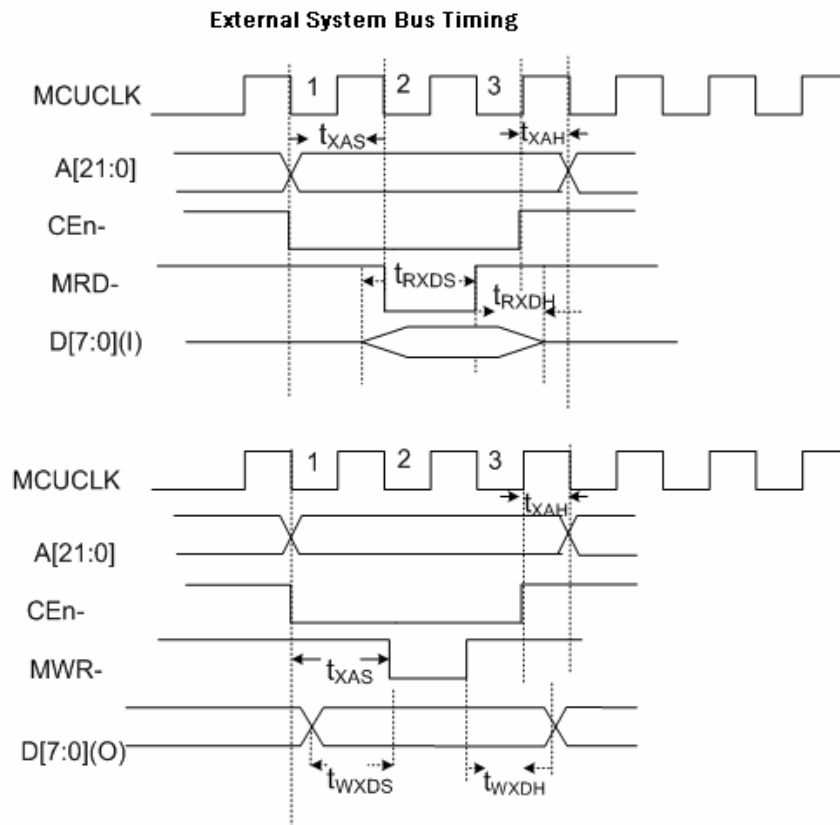 External System Bus Timing
MCUCLK
1 2 3
tXAS
tXAH
A[21:0]
CEn-
MRD-
tRXDS
tRXDH
D[7:0](I)
MCUCLK
1 2 3
tXAH
A[21:0]
CEn-
MWR-
tXAS
D[7:0](O)
tWXDS
tWXDH